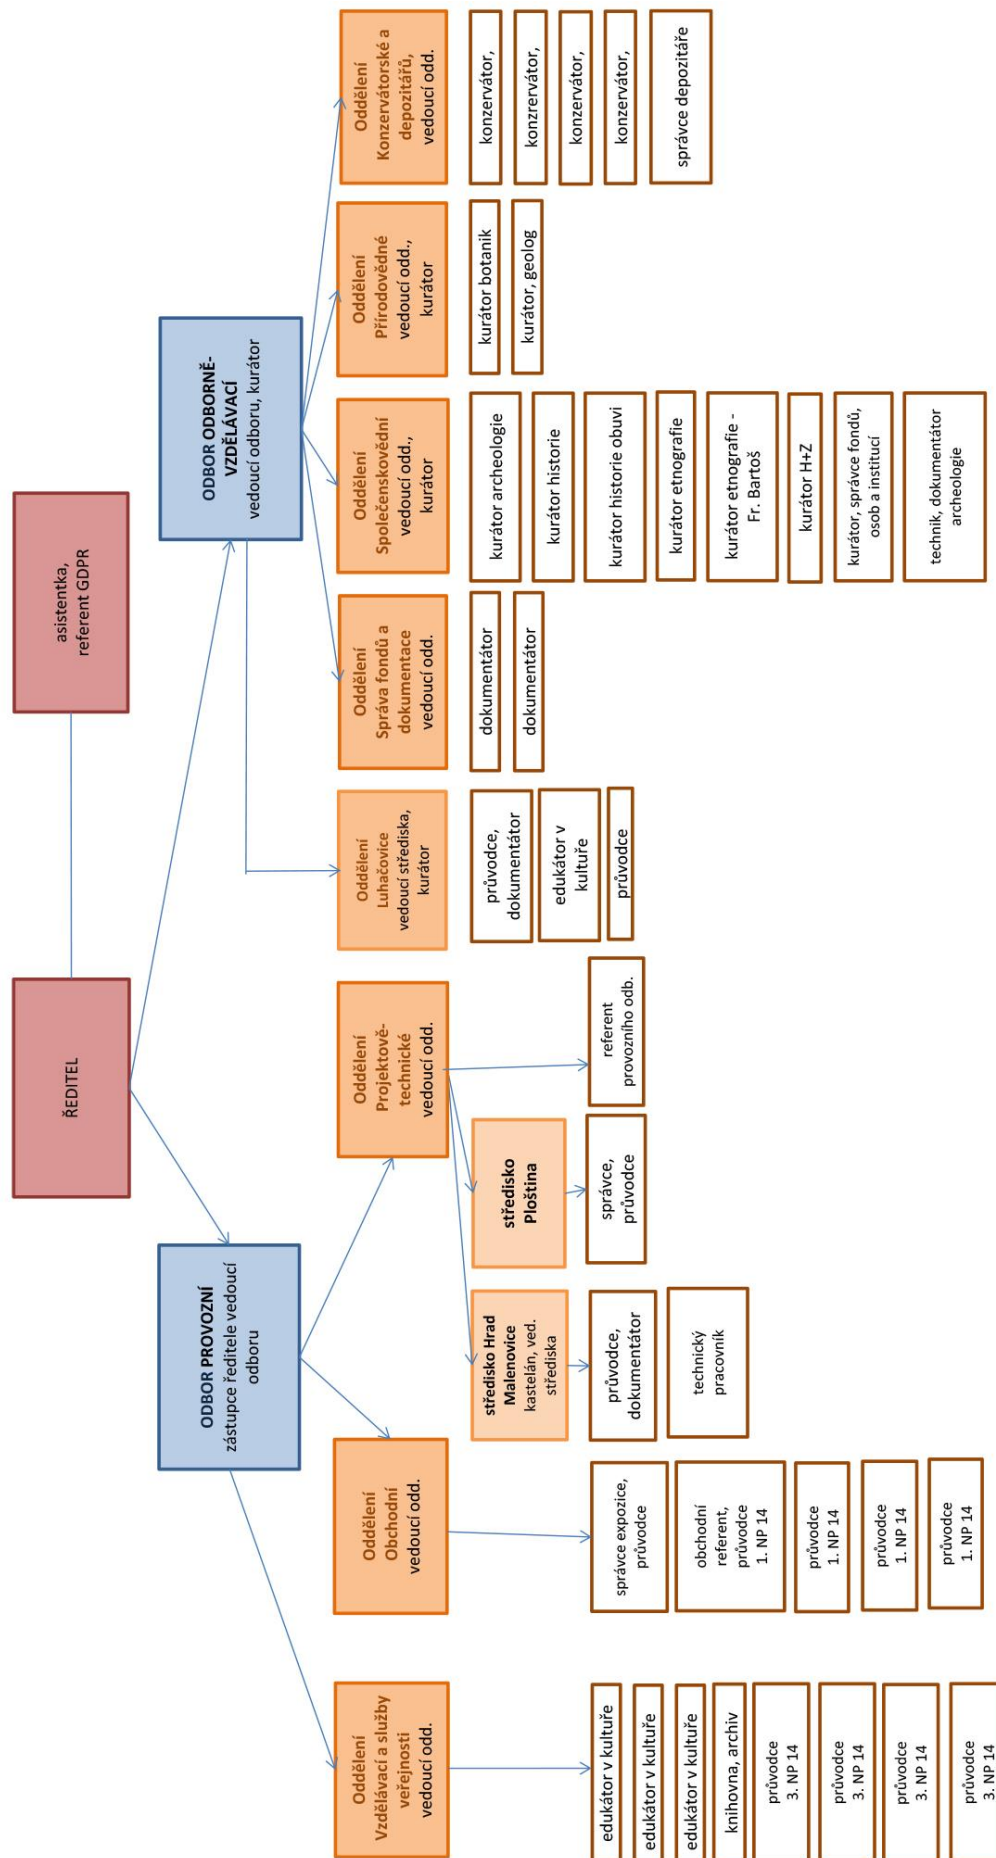 ŘEDITEL
asistentka,
referent GDPR
ODBOR PROVOZNÍ
zástupce ředitele vedoucí
odboru
ODBOR ODBORNĚ-
VZDĚLÁVACÍ
vedoucí odboru, kurátor
Oddělení
Vzdělávací a služby
veřejnosti
vedoucí odd.
Oddělení
Obchodní
vedoucí odd.
Oddělení
Projektově-
technické
vedoucí odd.
Oddělení
Luhačovice
vedoucí střediska,
kurátor
Oddělení
Správa fondů a
dokumentace
vedoucí odd.
Oddělení
Společenskovědní
vedoucí odd.,
kurátor
Oddělení
Přírodovědné
vedoucí odd.,
kurátor
Oddělení
Konzervátorské a
depozitářů,
vedoucí odd.
edukátor v kultuře
edukátor v kultuře
edukátor v kultuře
knihovna, archiv
průvodce
3. NP 14
průvodce
3. NP 14
průvodce
3. NP 14
průvodce
3. NP 14
správce expozice,
průvodce
obchodní
referent,
průvodce
1. NP 14
průvodce
1. NP 14
průvodce
1. NP 14
průvodce
1. NP 14
středisko Hrad
Malenovice
kastelán, ved.
střediska
průvodce,
dokumentátor
technický
pracovník
středisko
Ploština
správce,
průvodce
referent
provozního odb.
průvodce,
dokumentátor
edukátor v
kultuře
průvodce
dokumentátor
dokumentátor
kurátor archeologie
kurátor historie
kurátor historie obuvi
kurátor etnografie
kurátor etnografie -
Fr. Bartoš
kurátor H+Z
kurátor, správce fondů,
osob a institucí
technik, dokumentátor
archeologie
kurátor botanik
kurátor, geolog
konzervátor,
konzrervátor,
konzervátor,
konzervátor,
správce depozitáře